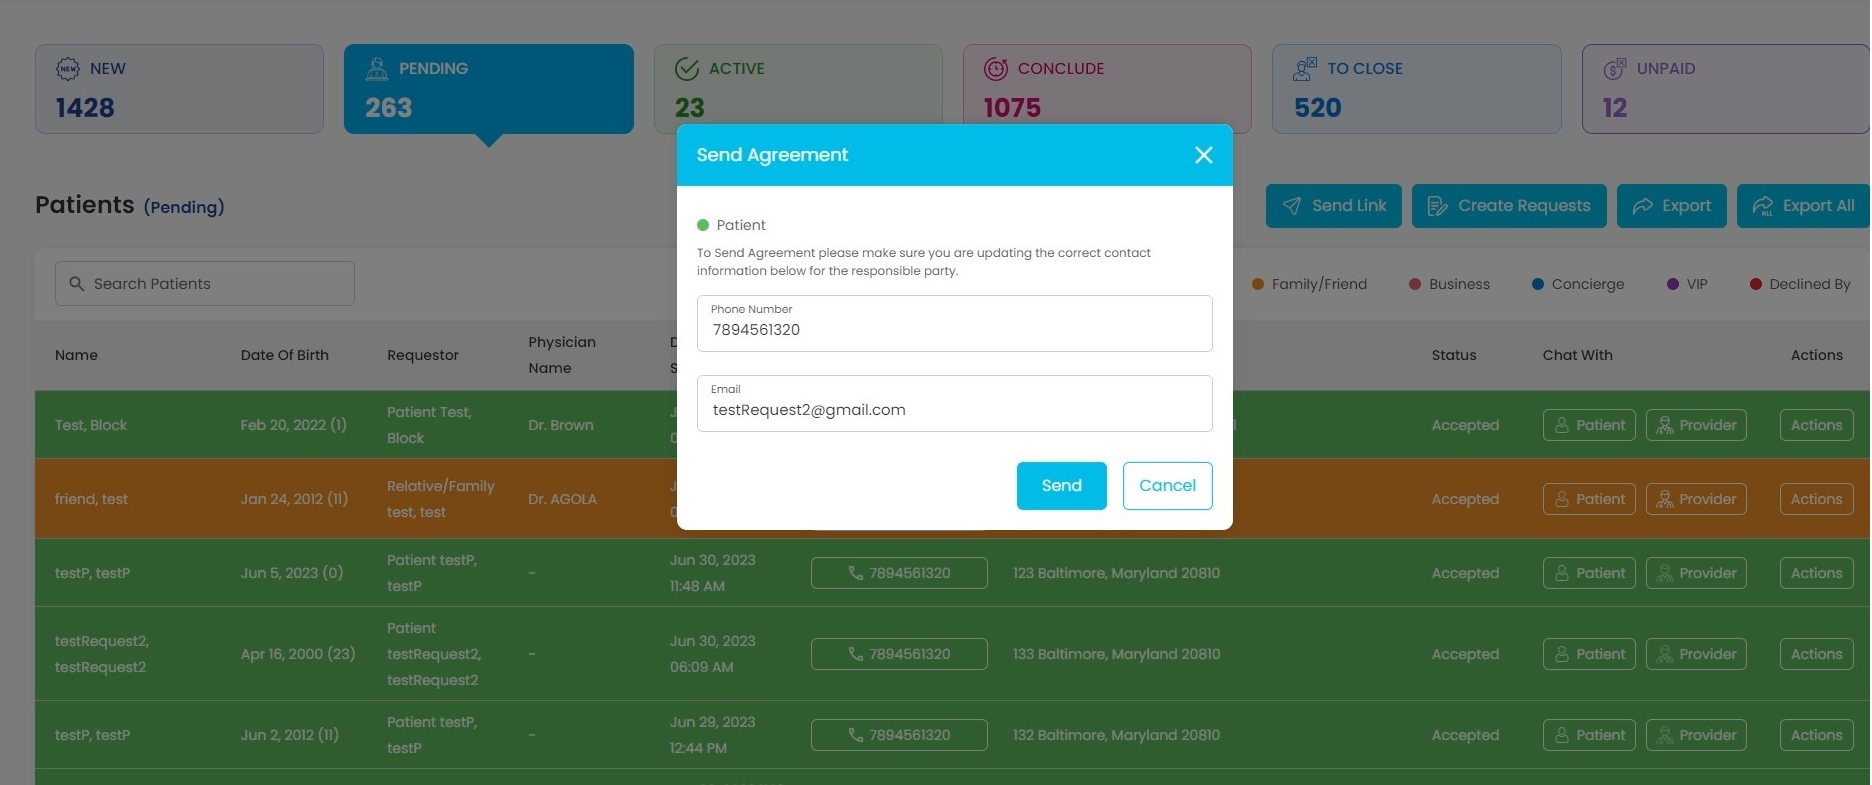 NEW
1428
PENDING
263
ACTIVE
23
CONCLUDE
1075
TO CLOSE
520
UNPAID
12
Patients (Pending)
Send Link
Create Requests
Export
Export All
Search Patients
Family/Friend
Business
Concierge
VIP
Declined By
Name
Date Of Birth
Requestor
Physician
Name
Status
Chat With
Actions
Test, Block
Feb 20, 2022 (1)
Patient Test,
Block
Dr. Brown
Accepted
Patient
Provider
Actions
friend, test
Jan 24, 2012 (11)
Relative/Family
test, test
Dr. AGOLA
Accepted
Patient
Provider
Actions
testP, testP
Jun 5, 2023 (0)
Patient testP,
testP
-
Jun 30, 2023
11:48 AM
7894561320
123 Baltimore, Maryland 20810
Accepted
Patient
Provider
Actions
testRequest2,
testRequest2
Apr 16, 2000 (23)
Patient
testRequest2,
testRequest2
-
Jun 30, 2023
06:09 AM
7894561320
133 Baltimore, Maryland 20810
Accepted
Patient
Provider
Actions
testP, testP
Jun 2, 2012 (11)
Patient testP,
testP
-
Jun 29, 2023
12:44 PM
7894561320
132 Baltimore, Maryland 20810
Accepted
Patient
Provider
Actions
Send Agreement
Patient
To Send Agreement please make sure you are updating the correct contact
information below for the responsible party.
Phone Number
7894561320
Email
testRequest2@gmail.com
Send
Cancel